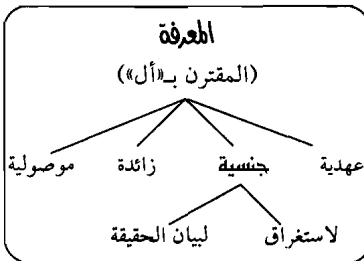 المعرفة
(المقترن بـ«أل»)
عهدية جنسية زائدة موصولية
لاستغراق لبيان الحقيقة